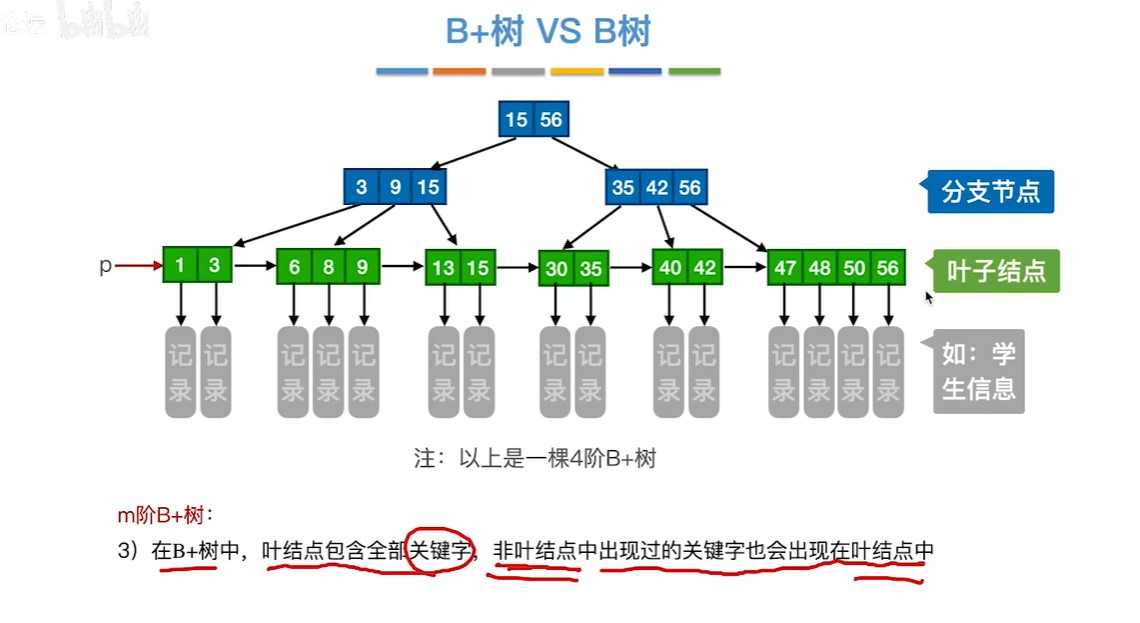 论坛 bilibili
B+树 VS B树
15 56
3 9 15
35 42 56
分支节点
p
1 3
6 8 9
13 15
30 35
40 42
47 48 50 56
叶子结点
记录 记录 记录 记录 记录 记录 记录 记录 记录 记录 记录 记录 记录 记录 记录
如：学
生信息
注：以上是一棵4阶B+树
m阶B+树：
3）在B+树中，叶结点包含全部关键字，非叶结点中出现过的关键字也会出现在叶结点中